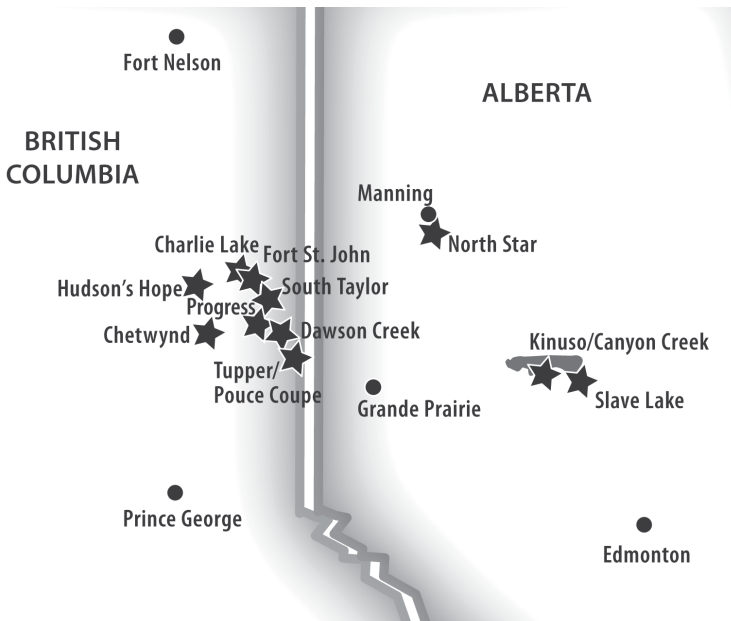 Fort Nelson
ALBERTA
BRITISH
COLUMBIA
Manning
North Star
Charlie Lake
Fort St. John
Hudson's Hope
South Taylor
Progress
Chetwynd
Dawson Creek
Kinuso/Canyon Creek
Tupper/
Pouce Coupe
Grande Prairie
Slave Lake
Prince George
Edmonton